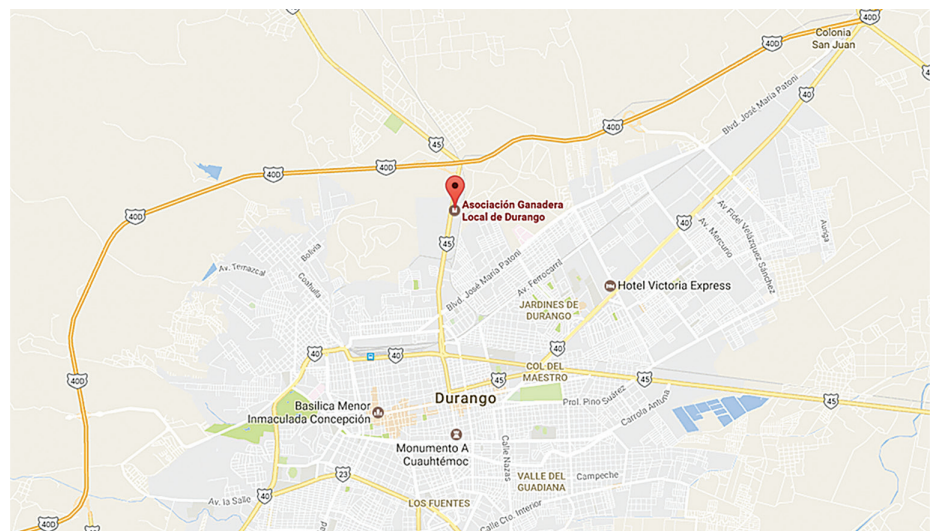 40D
Colonia
San Juan
40D
45
40
Blvd. José María Patoni
40D
45
40D
40D
Asociación Ganadera
Local de Durango
40D
45
40
Av. Fidel Velázquez Sánchez
Av. Mercurio
Auriga
Bolivia
Av. Temazcal
Coahuila
Blvd. José María Patoni
Av. Ferrocarril
Hotel Victoria Express
JARDINES DE
DURANGO
40
40
40
COL DEL
MAESTRO
45
45
45
40D
Durango
Prol. Pino Suárez
Carrola Antuna
Basilica Menor
Inmaculada Concepción
Monumento A
Cuauhtémoc
Calle Nazas
VALLE DEL
GUADIANA
Campeche
23
Av. la Salle
40
LOS FUENTES
Calle Cto. Interior
40D